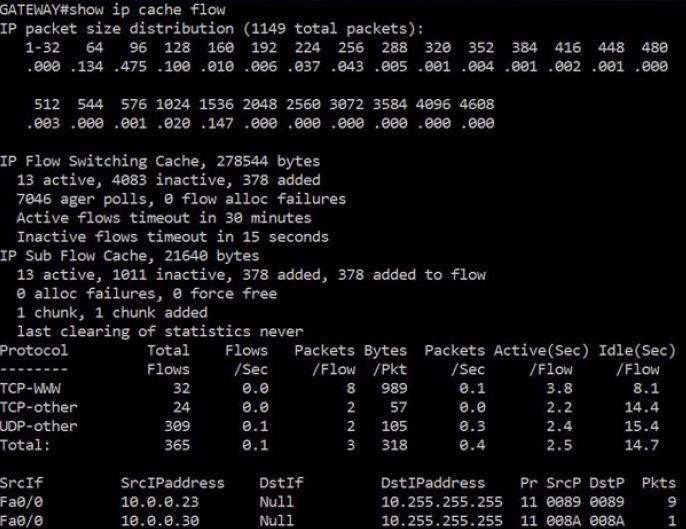 GATEWAY#show ip cache flow
IP packet size distribution (1149 total packets):
1-32 64 96 128 160 192 224 256 288 320 352 384 416 448 480
.000 .134 .475 .100 .010 .006 .037 .043 .005 .001 .004 .001 .002 .001 .000
512 544 576 1024 1536 2048 2560 3072 3584 4096 4608
.003 .000 .001 .020 .147 .000 .000 .000 .000 .000 .000
IP Flow Switching Cache, 278544 bytes
13 active, 4083 inactive, 378 added
7046 ager polls, 0 flow alloc failures
Active flows timeout in 30 minutes
Inactive flows timeout in 15 seconds
IP Sub Flow Cache, 21640 bytes
13 active, 1011 inactive, 378 added, 378 added to flow
0 alloc failures, 0 force free
1 chunk, 1 chunk added
last clearing of statistics never
Protocol Total Flows Packets Bytes Packets Active(Sec) Idle(Sec)
-------- Flows /Sec /Flow /Pkt /Sec /Flow /Flow
TCP-WWW 32 0.0 8 989 0.1 3.8 8.1
TCP-other 24 0.0 2 57 0.0 2.2 14.4
UDP-other 309 0.1 2 105 0.3 2.4 15.4
Total: 365 0.1 3 318 0.4 2.5 14.7
SrcIf SrcIPaddress DstIf DstIPaddress Pr SrcP DstP Pkts
Fa0/0 10.0.0.23 Null 10.255.255.255 11 0089 0089 9
Fa0/0 10.0.0.30 Null 10.255.255.255 11 008A 008A 1